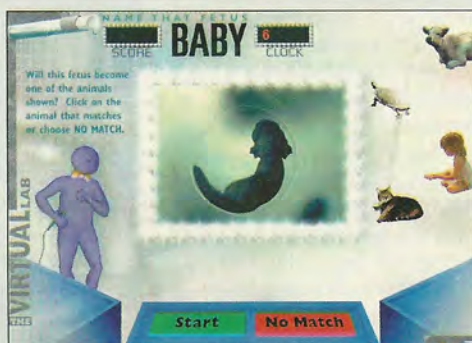 NAME THAT FETUS
BABY
SCORE
6
CLOCK
Will this fetus become
one of the animals
shown? Click on the
animal that matches
or choose NO MATCH.
THE VIRTUAL LAB
Start
No Match